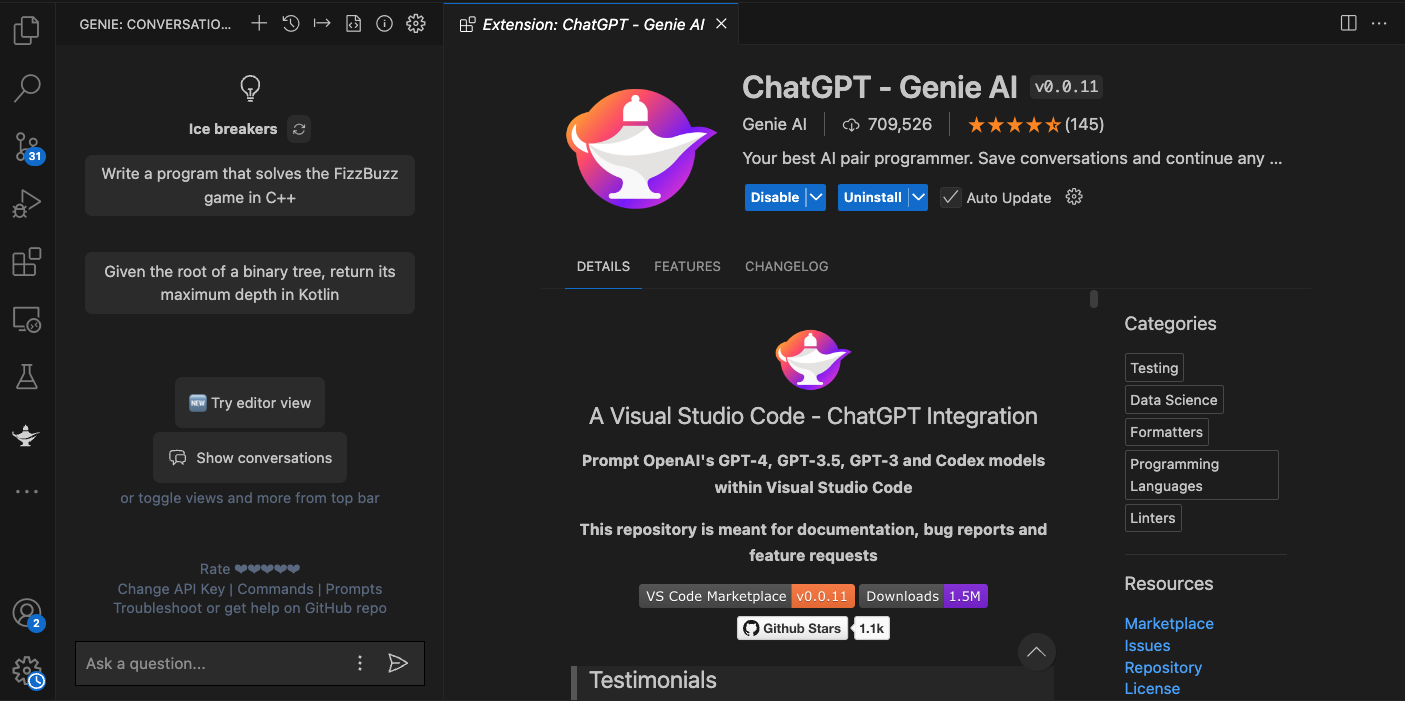 GENIE: CONVERSATIO...
Ice breakers
Write a program that solves the FizzBuzz
game in C++
Given the root of a binary tree, return its
maximum depth in Kotlin
NEW Try editor view
Show conversations
or toggle views and more from top bar
Rate ❤❤❤❤❤
Change API Key | Commands | Prompts
Troubleshoot or get help on GitHub repo
Ask a question...
31
2
Extension: ChatGPT - Genie AI
ChatGPT - Genie AI v0.0.11
Genie AI 709,526 (145)
Your best AI pair programmer. Save conversations and continue any ...
Disable Uninstall Auto Update
DETAILS FEATURES CHANGELOG
A Visual Studio Code - ChatGPT Integration
Prompt OpenAI's GPT-4, GPT-3.5, GPT-3 and Codex models
within Visual Studio Code
This repository is meant for documentation, bug reports and
feature requests
VS Code Marketplace v0.0.11 Downloads 1.5M
Github Stars 1.1k
Testimonials
Categories
Testing
Data Science
Formatters
Programming
Languages
Linters
Resources
Marketplace
Issues
Repository
License